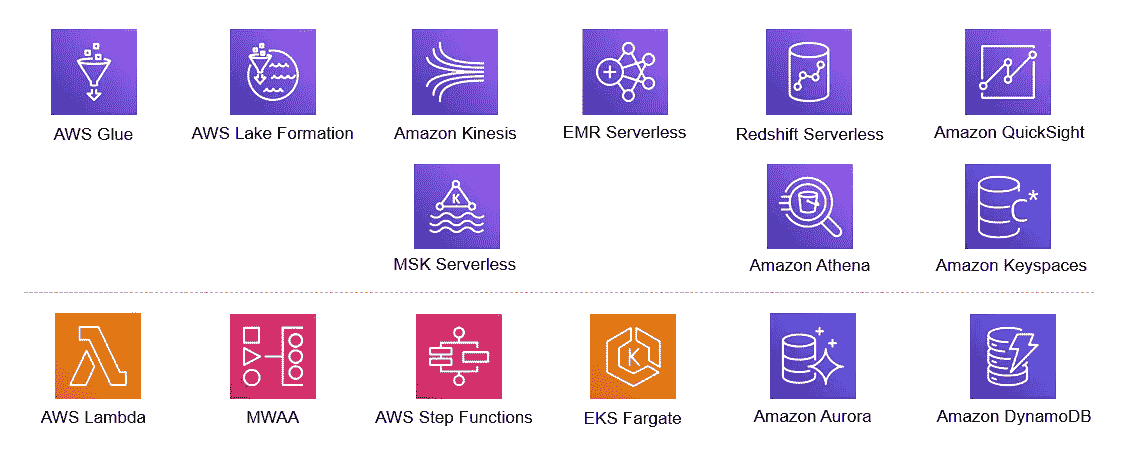 AWS Glue
AWS Lake Formation
Amazon Kinesis
EMR Serverless
Redshift Serverless
Amazon QuickSight
K
C*
MSK Serverless
Amazon Athena
Amazon Keyspaces
K
AWS Lambda
MWAA
AWS Step Functions
EKS Fargate
Amazon Aurora
Amazon DynamoDB